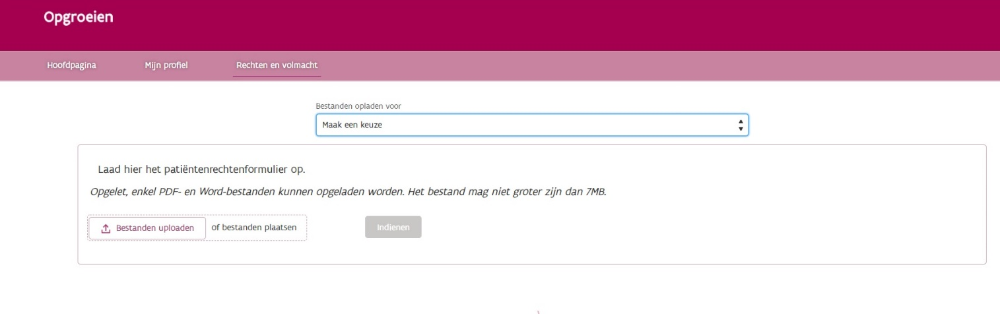 Opgroeien
Hoofdpagina Mijn profiel Rechten en volmacht
Bestanden opladen voor
Maak een keuze
Laad hier het patiëntenrechtenformulier op.
Opgelet, enkel PDF- en Word-bestanden kunnen opgeladen worden. Het bestand mag niet groter zijn dan 7MB.
Bestanden uploaden of bestanden plaatsen Indienen